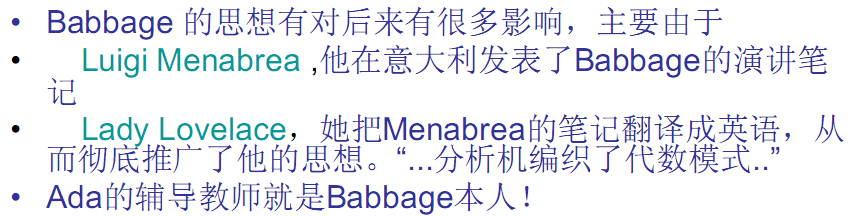 • Babbage 的思想有对后来有很多影响，主要由于
• Luigi Menabrea ,他在意大利发表了Babbage的演讲笔
记
• Lady Lovelace，她把Menabrea的笔记翻译成英语，从
而彻底推广了他的思想。“...分析机编织了代数模式..”
• Ada的辅导教师就是Babbage本人！